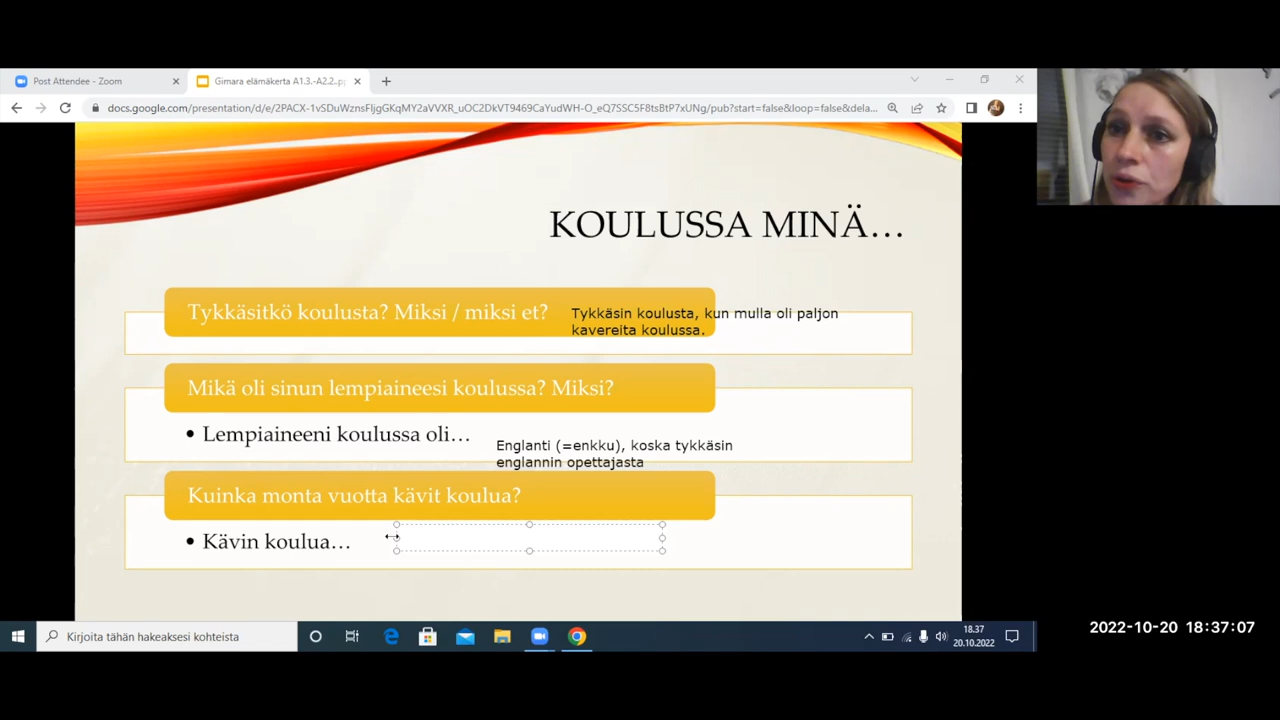 Post Attendee - Zoom
Gimara elämäkerta A1.3.-A2.2..pp
docs.google.com/presentation/d/e/2PACX-1vSDuWznsFIjgGKqMY2aVVXR_uOC2DkVT9469CaYudWH-O_eQ7SSC5F8tsBtP7xUNg/pub?start=false&loop=false&dela...
KOULUSSA MINÄ...
Tykkäsitkö koulusta? Miksi / miksi et?
Tykkäsin koulusta, kun mulla oli paljon
kavereita koulussa.
Mikä oli sinun lempiaineesi koulussa? Miksi?
• Lempiaineeni koulussa oli...
Englanti (=enkku), koska tykkäsin
englannin opettajasta
Kuinka monta vuotta kävit koulua?
• Kävin koulua...
Kirjoita tähän hakeaksesi kohteista
18.37
20.10.2022
2022-10-20 18:37:07